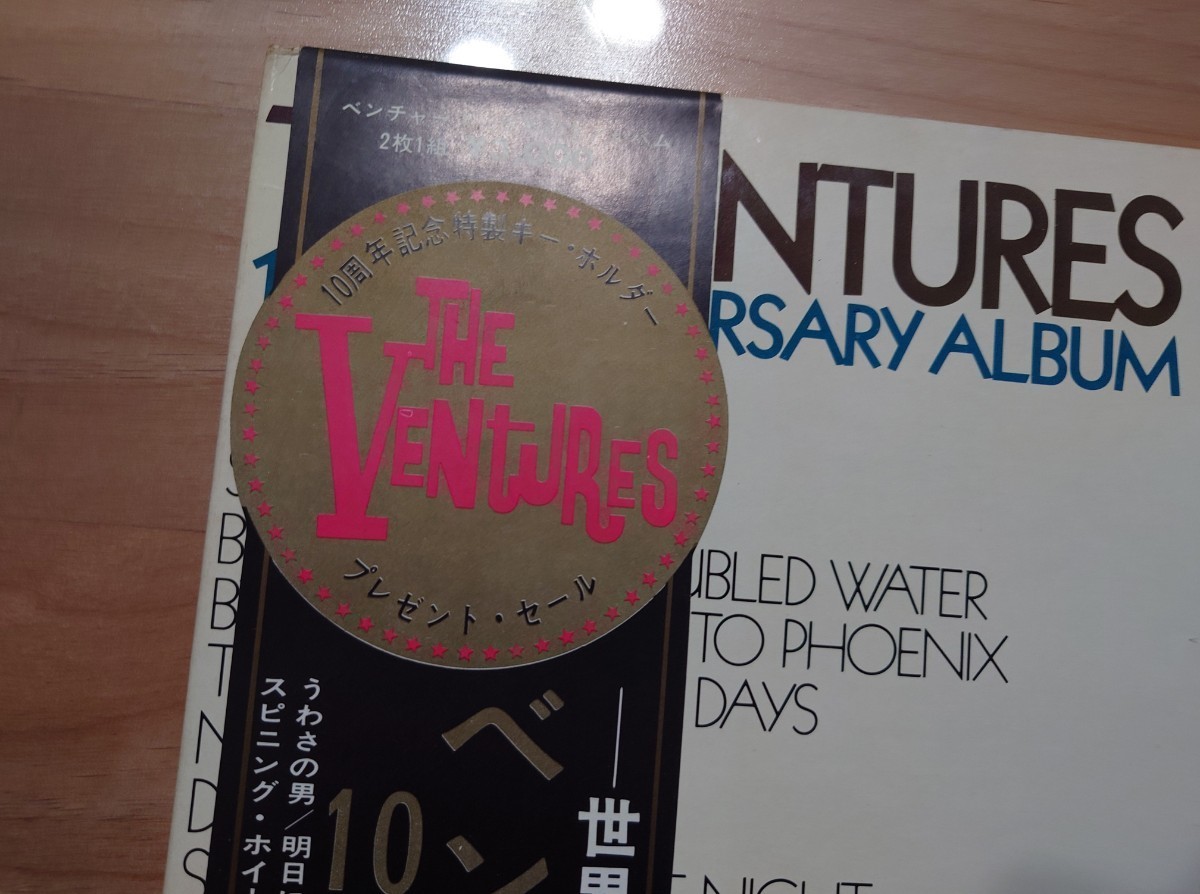 ベンチャ
2枚1組
ム
10周年記念特製キー・ホルダー
THE
VENTURES
プレゼント・セール
NTURES
RSARY ALBUM
UBLED WATER
TO PHOENIX
DAYS
NIGHT
B
B
T
N
D
S
ベン
10
うわさの男/明日
スピニング・ホイ
―世界